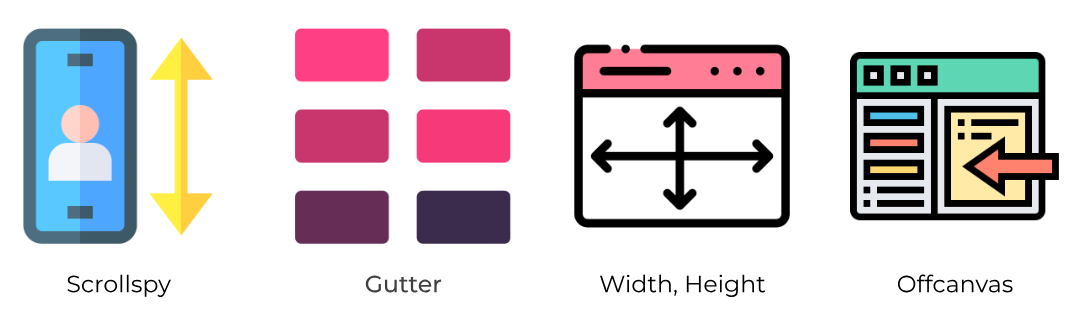 Scrollspy
Gutter
Width, Height
Offcanvas